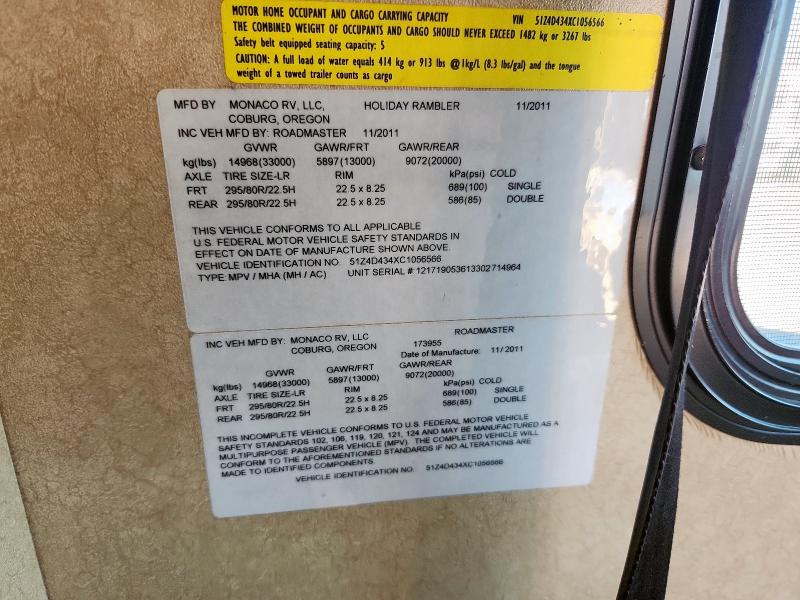 MOTOR HOME OCCUPANT AND CARGO CARRYING CAPACITY VIN 51Z4D434XC1056566
THE COMBINED WEIGHT OF OCCUPANTS AND CARGO SHOULD NEVER EXCEED 1482 kg or 3267 lbs
Safety belt equipped seating capacity: 5
CAUTION: A full load of water equals 414 kg or 913 lbs @ 1kg/L (8.3 lbs/gal) and the tongue
weight of a towed trailer counts as cargo
MFD BY MONACO RV, LLC, HOLIDAY RAMBLER 11/2011
COBURG, OREGON
INC VEH MFD BY: ROADMASTER 11/2011
GVWR GAWR/FRT GAWR/REAR
kg(lbs) 14968(33000) 5897(13000) 9072(20000)
AXLE TIRE SIZE-LR RIM kPa(psi) COLD
FRT 295/80R/22.5H 22.5 x 8.25 689(100) SINGLE
REAR 295/80R/22.5H 22.5 x 8.25 586(85) DOUBLE
THIS VEHICLE CONFORMS TO ALL APPLICABLE
U.S. FEDERAL MOTOR VEHICLE SAFETY STANDARDS IN
EFFECT ON DATE OF MANUFACTURE SHOWN ABOVE.
VEHICLE IDENTIFICATION NO. 51Z4D434XC1056566
TYPE: MPV / MHA (MH / AC) UNIT SERIAL # 121719053613302714964
INC VEH MFD BY: MONACO RV, LLC ROADMASTER
COBURG, OREGON 173955
Date of Manufacture: 11/2011
GVWR GAWR/FRT GAWR/REAR
kg(lbs) 14968(33000) 5897(13000) 9072(20000)
AXLE TIRE SIZE-LR RIM kPa(psi) COLD
FRT 295/80R/22.5H 22.5 x 8.25 689(100) SINGLE
REAR 295/80R/22.5H 22.5 x 8.25 586(85) DOUBLE
THIS INCOMPLETE VEHICLE CONFORMS TO U.S. FEDERAL MOTOR VEHICLE
SAFETY STANDARDS 102, 106, 119, 120, 121, 124 AND MAY BE MANUFACTURED AS A
MULTIPURPOSE PASSENGER VEHICLE (MPV). THE COMPLETED VEHICLE WILL
CONFORM TO THE AFOREMENTIONED STANDARDS IF NO ALTERATIONS ARE
MADE TO IDENTIFIED COMPONENTS.
VEHICLE IDENTIFICATION NO. 51Z4D434XC1056566